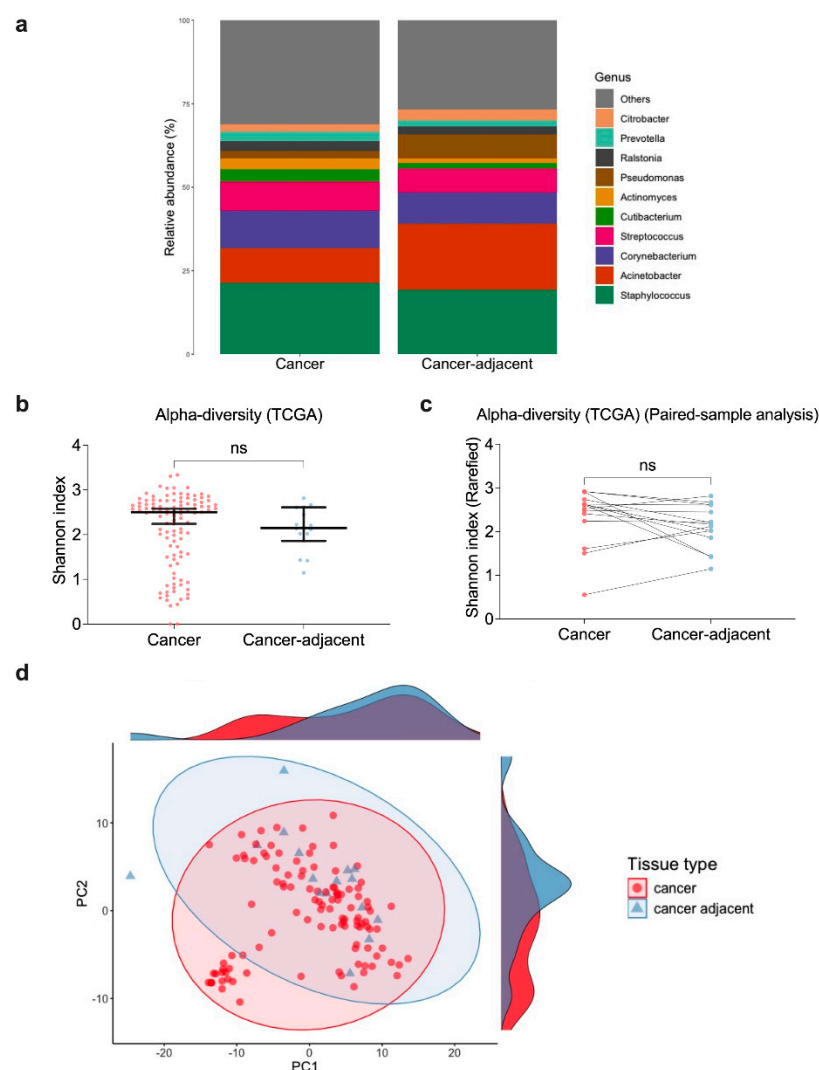 a
Relative abundance (%)
100
75
50
25
0
Cancer
Cancer-adjacent
Genus
Others
Citrobacter
Prevotella
Ralstonia
Pseudomonas
Actinomyces
Cutibacterium
Streptococcus
Corynebacterium
Acinetobacter
Staphylococcus
b
Alpha-diversity (TCGA)
ns
Shannon index
4
3
2
1
0
Cancer
Cancer-adjacent
c
Alpha-diversity (TCGA) (Paired-sample analysis)
ns
Shannon index (Rarefied)
4
3
2
1
0
Cancer
Cancer-adjacent
d
PC2
10
0
-10
-20
-10
0
10
20
PC1
Tissue type
cancer
cancer adjacent